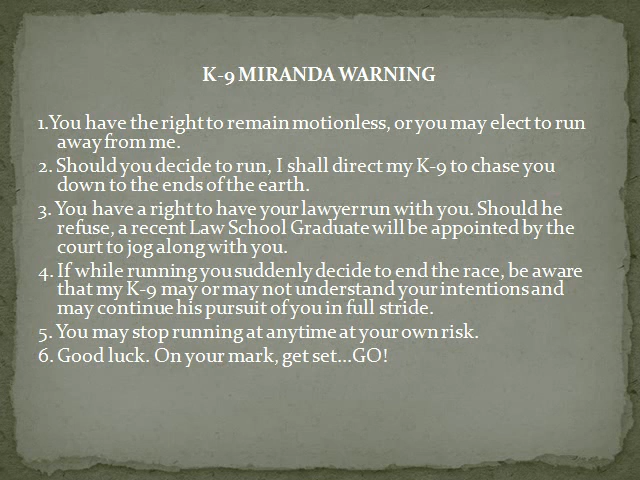 K-9 MIRANDA WARNING
1.You have the right to remain motionless, or you may elect to run
away from me.
2. Should you decide to run, I shall direct my K-9 to chase you
down to the ends of the earth.
3. You have a right to have your lawyer run with you. Should he
refuse, a recent Law School Graduate will be appointed by the
court to jog along with you.
4. If while running you suddenly decide to end the race, be aware
that my K-9 may or may not understand your intentions and
may continue his pursuit of you in full stride.
5. You may stop running at anytime at your own risk.
6. Good luck. On your mark, get set...GO!